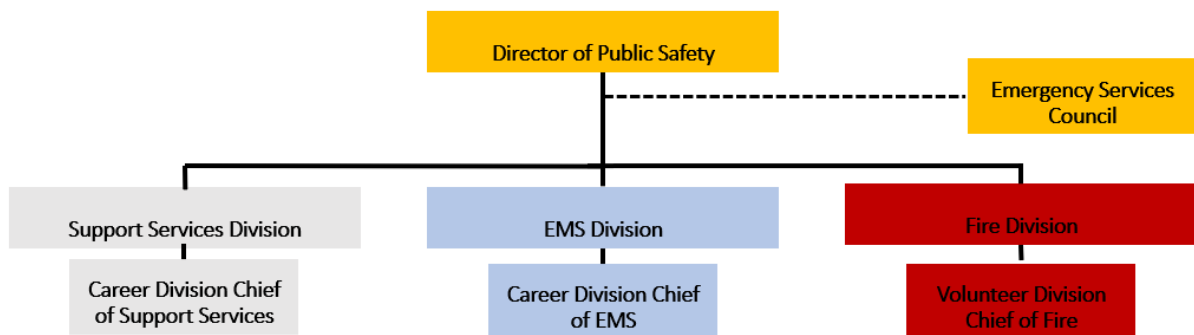 Director of Public Safety
Emergency Services
Council
Support Services Division
EMS Division
Fire Division
Career Division Chief
of Support Services
Career Division Chief
of EMS
Volunteer Division
Chief of Fire